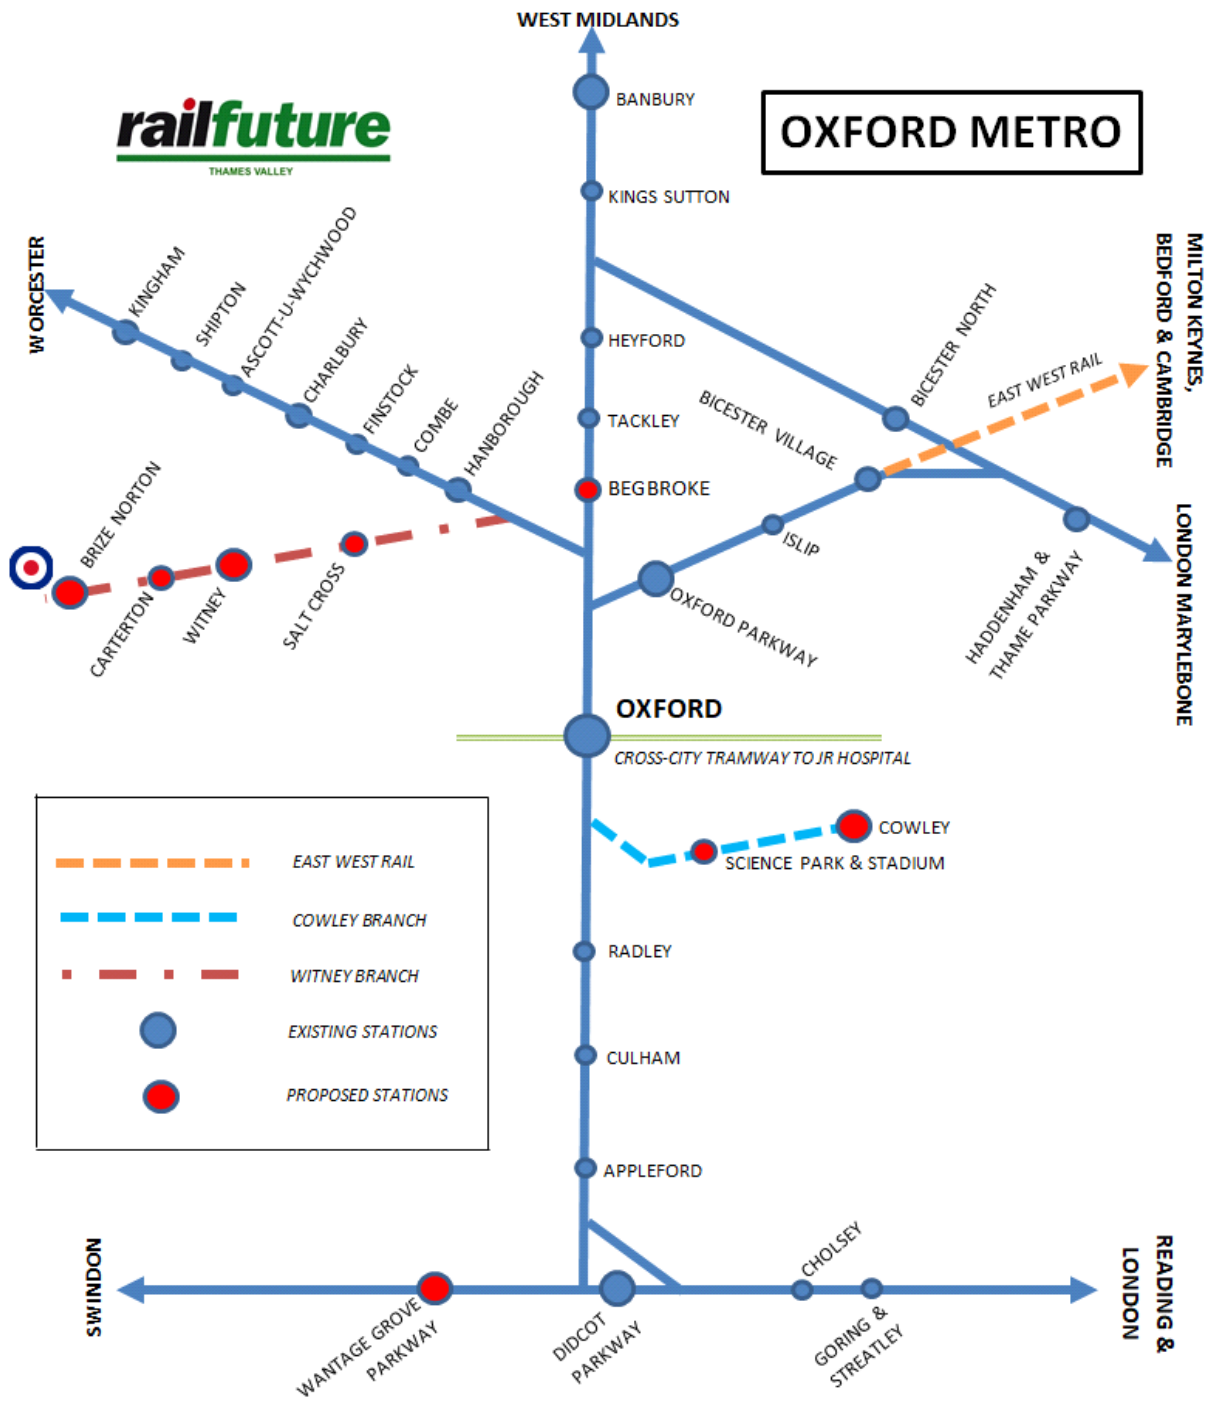 WEST MIDLANDS
railfuture
THAMES VALLEY
OXFORD METRO
BANBURY
KINGS SUTTON
WORCESTER
KINGHAM
SHIPTON
ASCOTT-U-WYCHWOOD
CHARLBURY
FINSTOCK
COMBE
HANBOROUGH
HEYFORD
TACKLEY
BEGBROKE
BICESTER NORTH
BICESTER VILLAGE
EAST WEST RAIL
MILTON KEYNES,
BEDFORD & CAMBRIDGE
ISLIP
OXFORD PARKWAY
HADDENHAM &
THAME PARKWAY
LONDON MARYLEBONE
BRIZE NORTON
CARTERTON
WITNEY
SALT CROSS
OXFORD
CROSS-CITY TRAMWAY TO JR HOSPITAL
COWLEY
SCIENCE PARK & STADIUM
EAST WEST RAIL
COWLEY BRANCH
WITNEY BRANCH
EXISTING STATIONS
PROPOSED STATIONS
RADLEY
CULHAM
APPLEFORD
SWINDON
WANTAGE GROVE
PARKWAY
DIDCOT
PARKWAY
CHOLSEY
GORING &
STREATLEY
READING &
LONDON